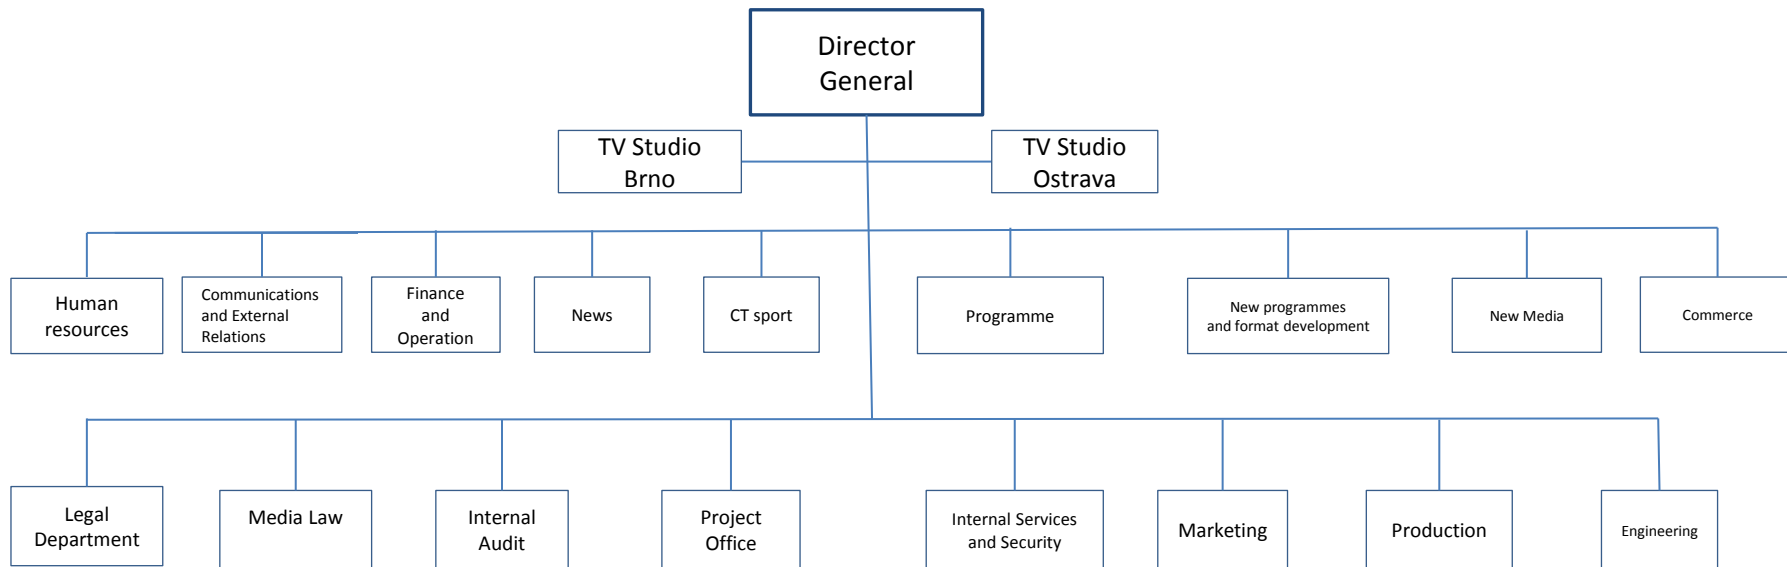 Director
General
TV Studio
Brno
TV Studio
Ostrava
Human
resources
Communications
and External
Relations
Finance
and
Operation
News
CT sport
Programme
New programmes
and format development
New Media
Commerce
Legal
Department
Media Law
Internal
Audit
Project
Office
Internal Services
and Security
Marketing
Production
Engineering